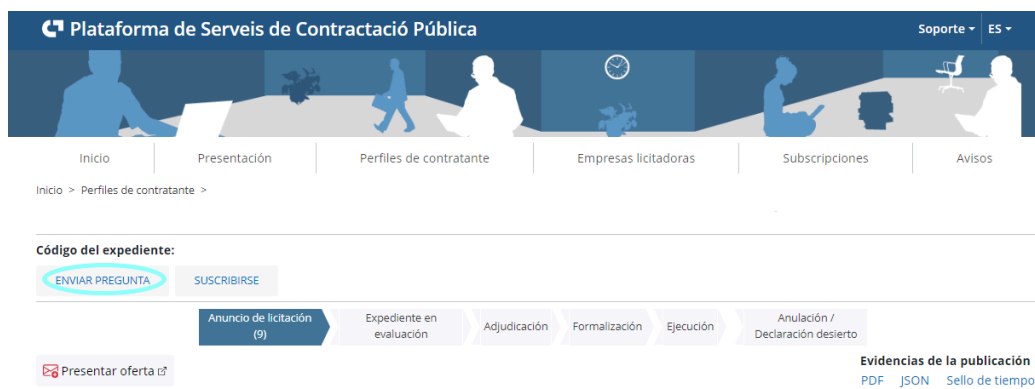 Plataforma de Serveis de Contractació Pública
Soporte ES
Inicio Presentación Perfiles de contratante Empresas licitadoras Subscripciones Avisos
Inicio > Perfiles de contratante >
Código del expediente:
ENVIAR PREGUNTA SUSCRIBIRSE
Anuncio de licitación
(9)
Expediente en
evaluación
Adjudicación
Formalización
Ejecución
Anulación /
Declaración desierto
Presentar oferta
Evidencias de la publicación
PDF JSON Sello de tiempo